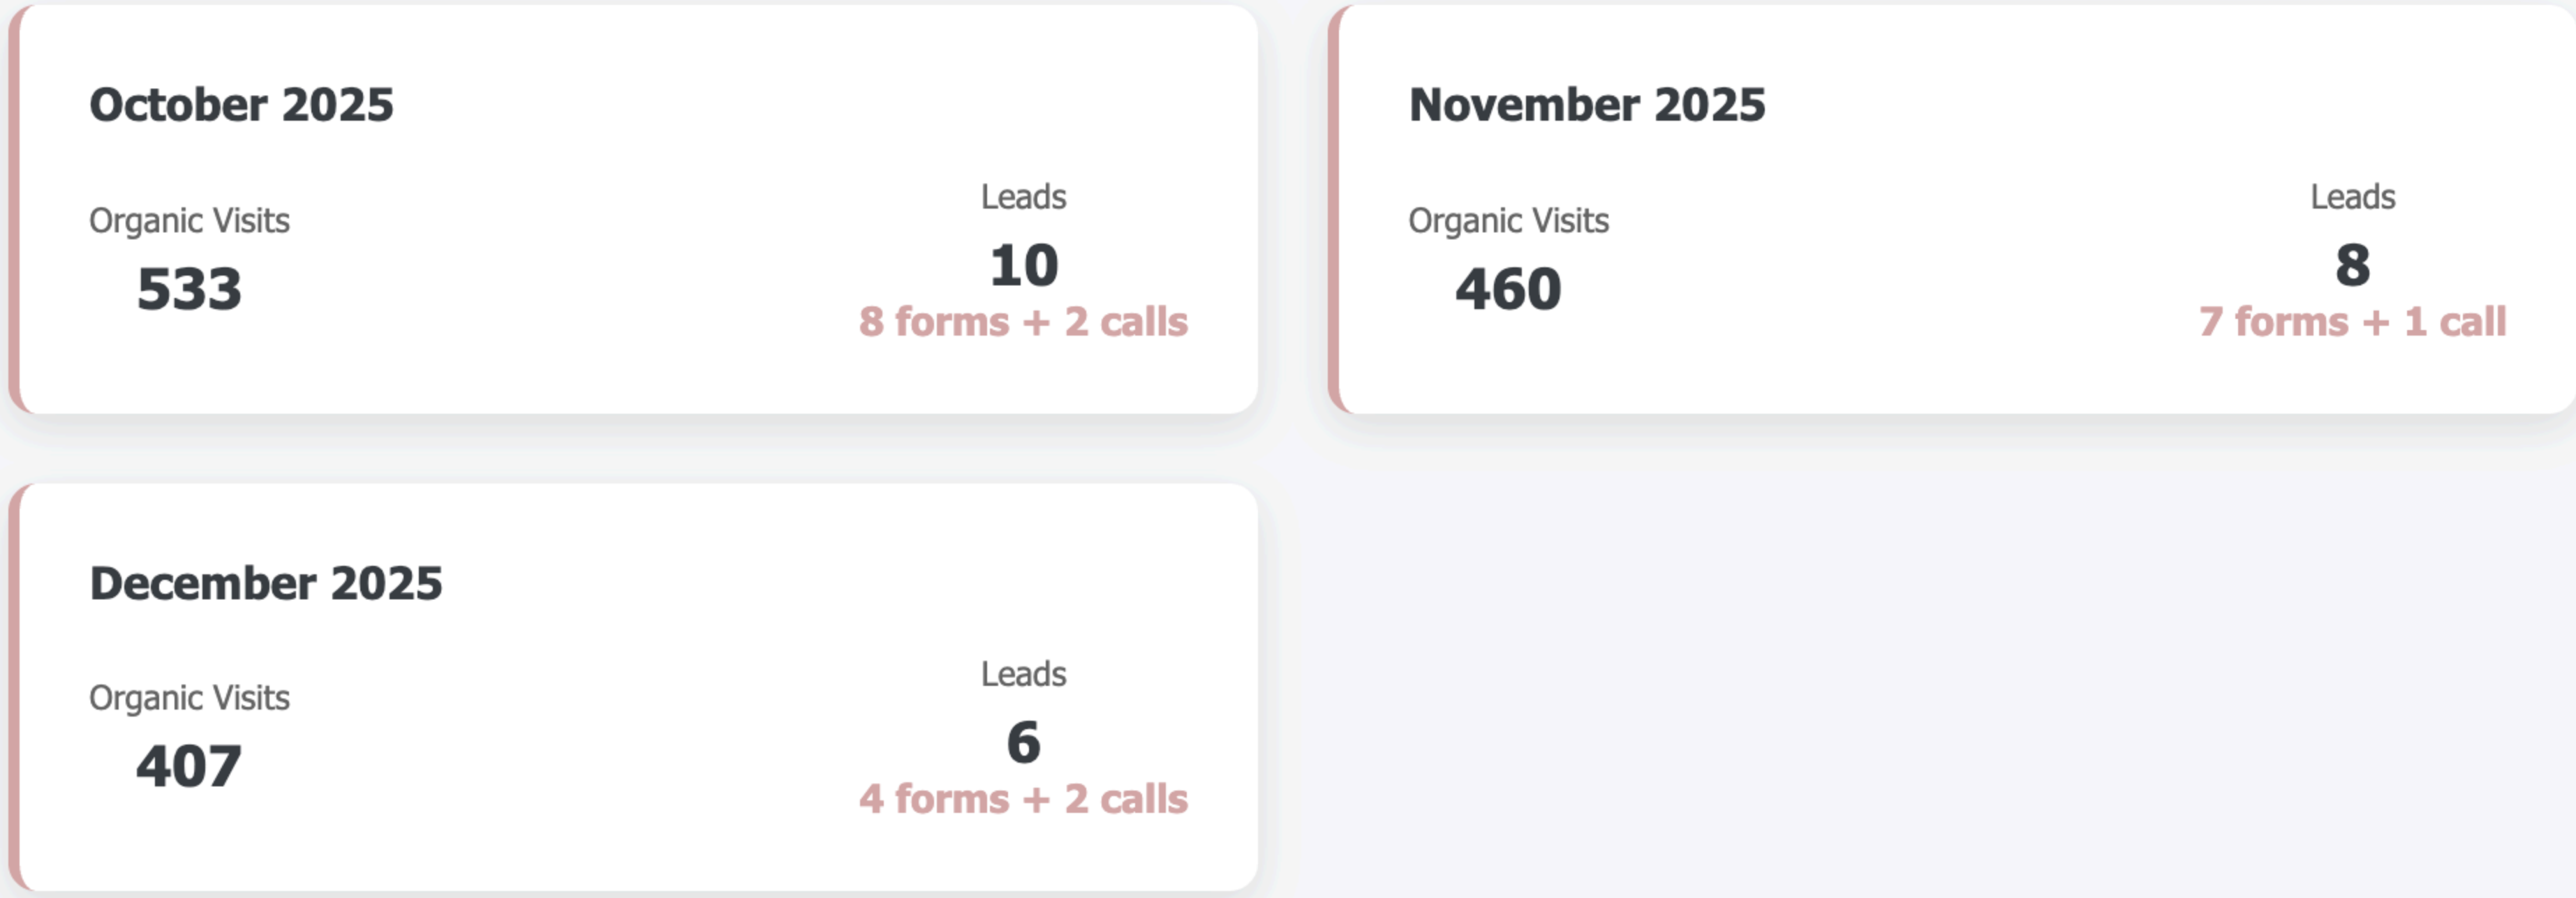 October 2025
Organic Visits
533
Leads
10
8 forms + 2 calls
November 2025
Organic Visits
460
Leads
8
7 forms + 1 call
December 2025
Organic Visits
407
Leads
6
4 forms + 2 calls